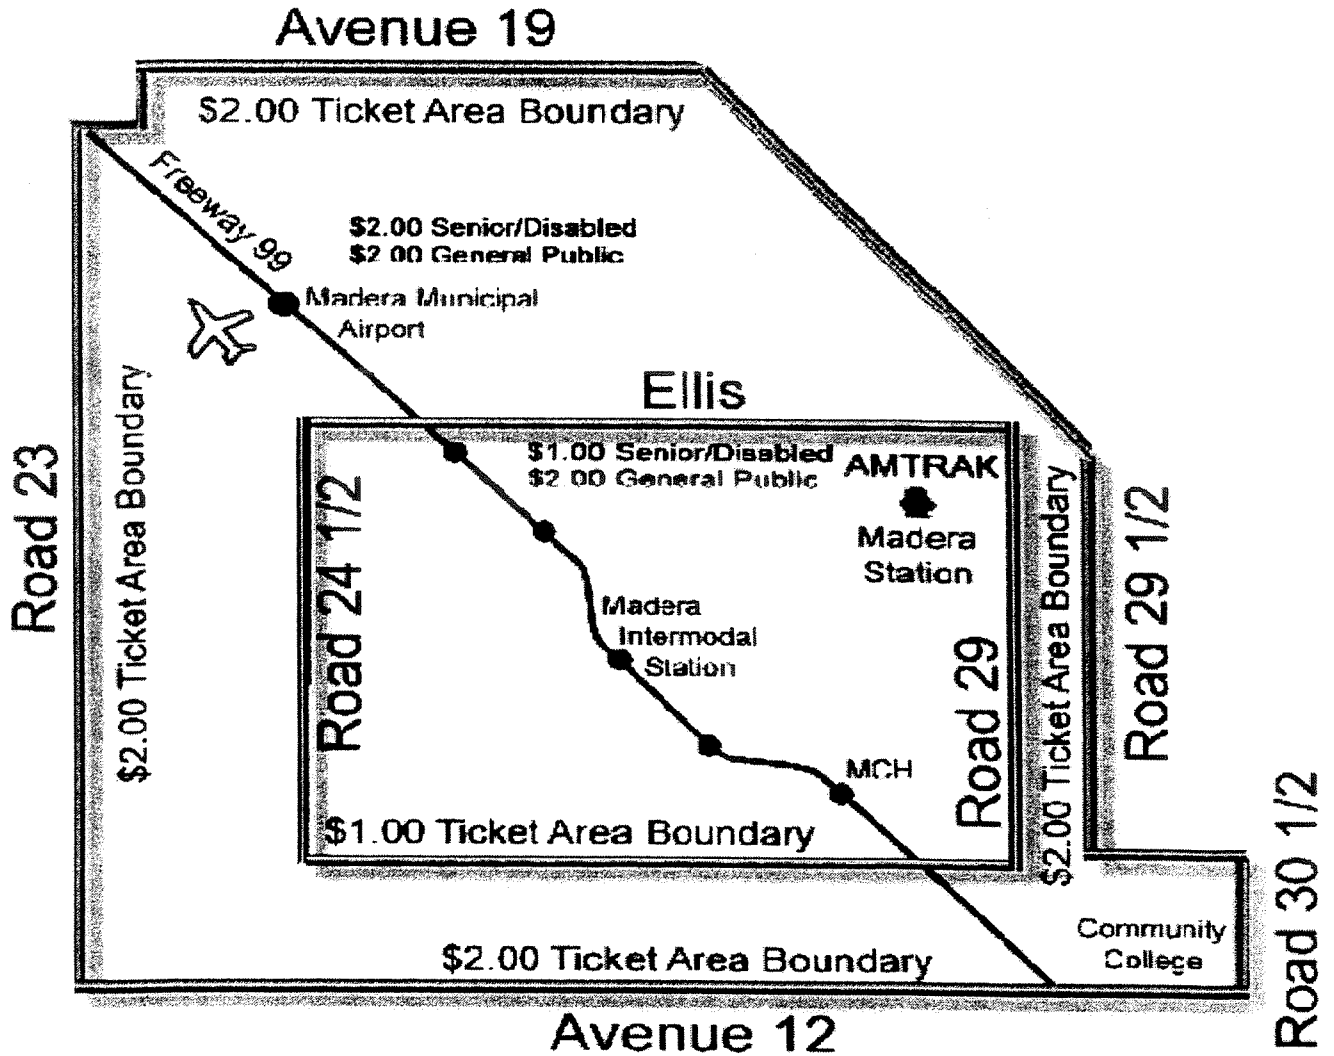 Avenue 19
$2.00 Ticket Area Boundary
Freeway 99
$2.00 Senior/Disabled
$2.00 General Public
Madera Municipal
Airport
Road 23
$2.00 Ticket Area Boundary
Ellis
$1.00 Senior/Disabled
$2.00 General Public
AMTRAK
Madera
Station
Road 24 1/2
Madera
Intermodal
Station
MCH
Road 29
$2.00 Ticket Area Boundary
Road 29 1/2
$1.00 Ticket Area Boundary
Community
College
Road 30 1/2
$2.00 Ticket Area Boundary
Avenue 12